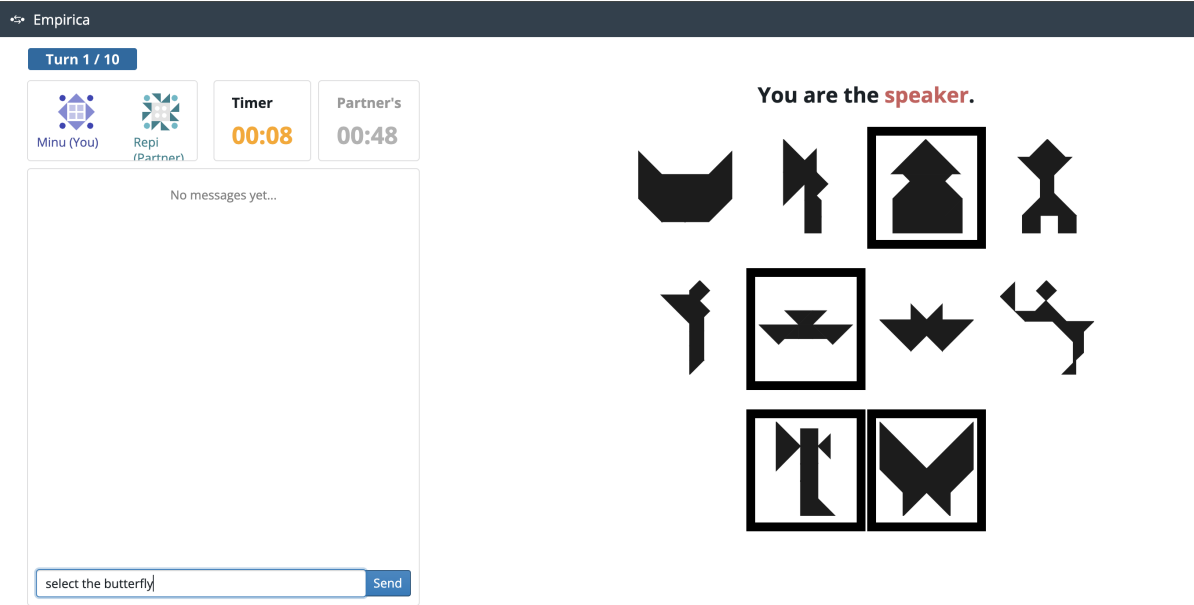 Empirica
Turn 1 / 10
Minu (You)
Repi
(Partner)
Timer
00:08
Partner's
00:48
You are the speaker.
No messages yet...
select the butterfly
Send